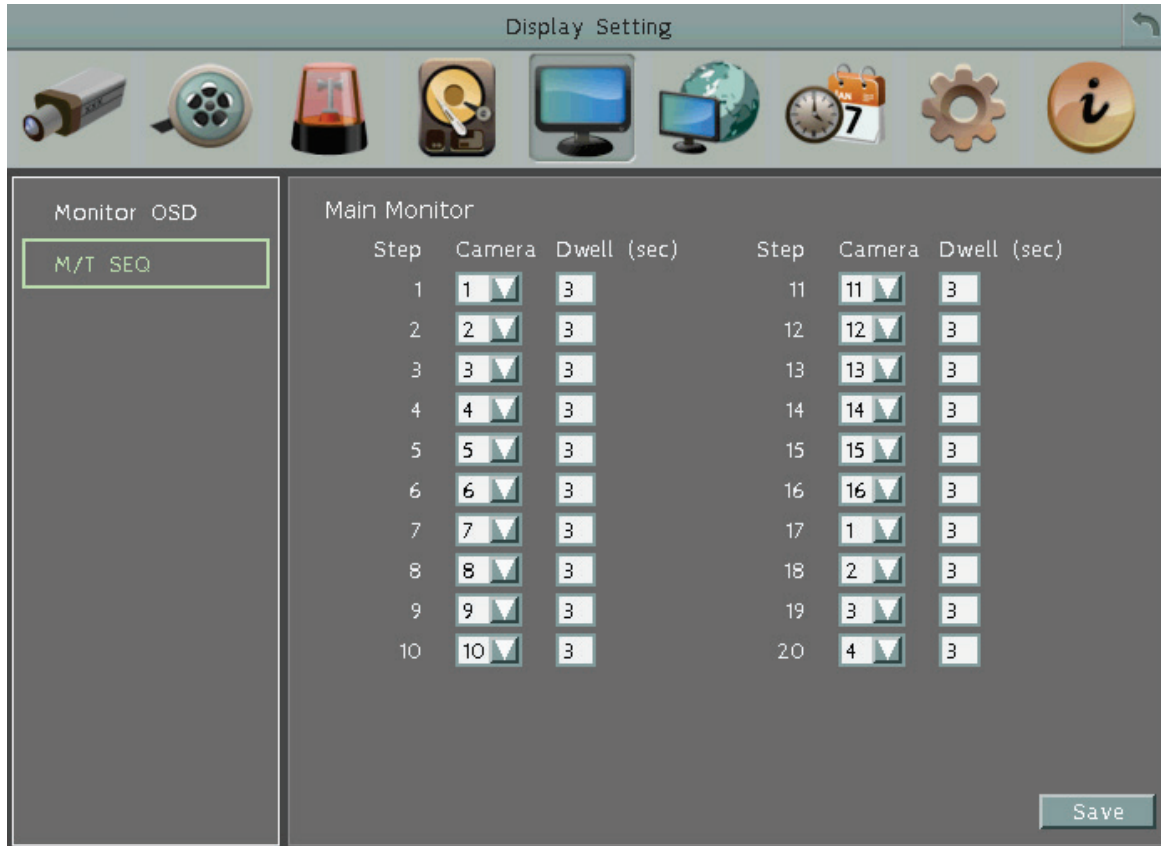 Display Setting
JAN
7
i
Monitor OSD
M/T SEQ
Main Monitor
Step Camera Dwell (sec) Step Camera Dwell (sec)
1 1 3 11 11 3
2 2 3 12 12 3
3 3 3 13 13 3
4 4 3 14 14 3
5 5 3 15 15 3
6 6 3 16 16 3
7 7 3 17 1 3
8 8 3 18 2 3
9 9 3 19 3 3
10 10 3 20 4 3
Save